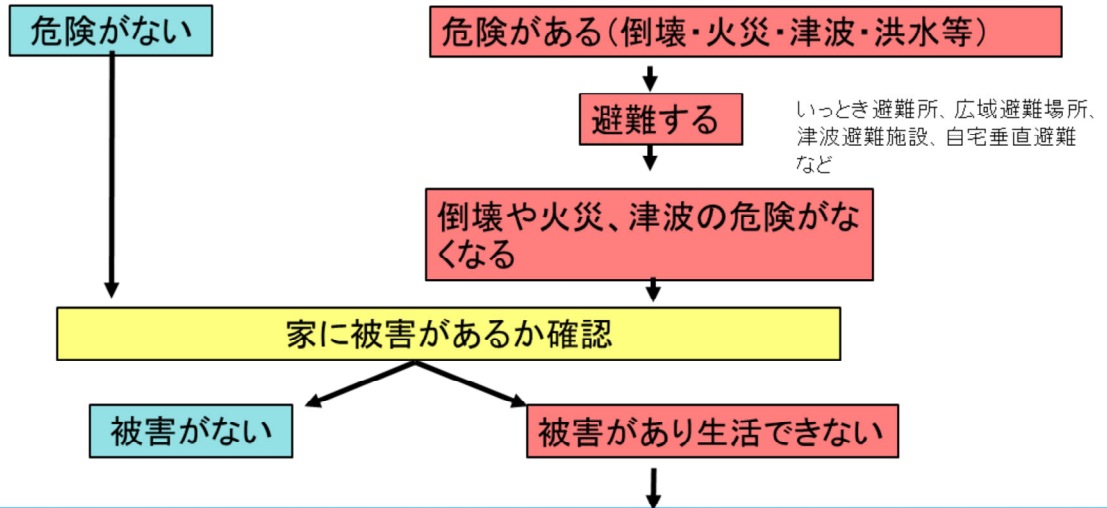 危険がない
危険がある(倒壊・火災・津波・洪水等)
避難する
いっとき避難所、広域避難場所、
津波避難施設、自宅垂直避難
など
倒壊や火災、津波の危険がな
くなる
家に被害があるか確認
被害がない
被害があり生活できない